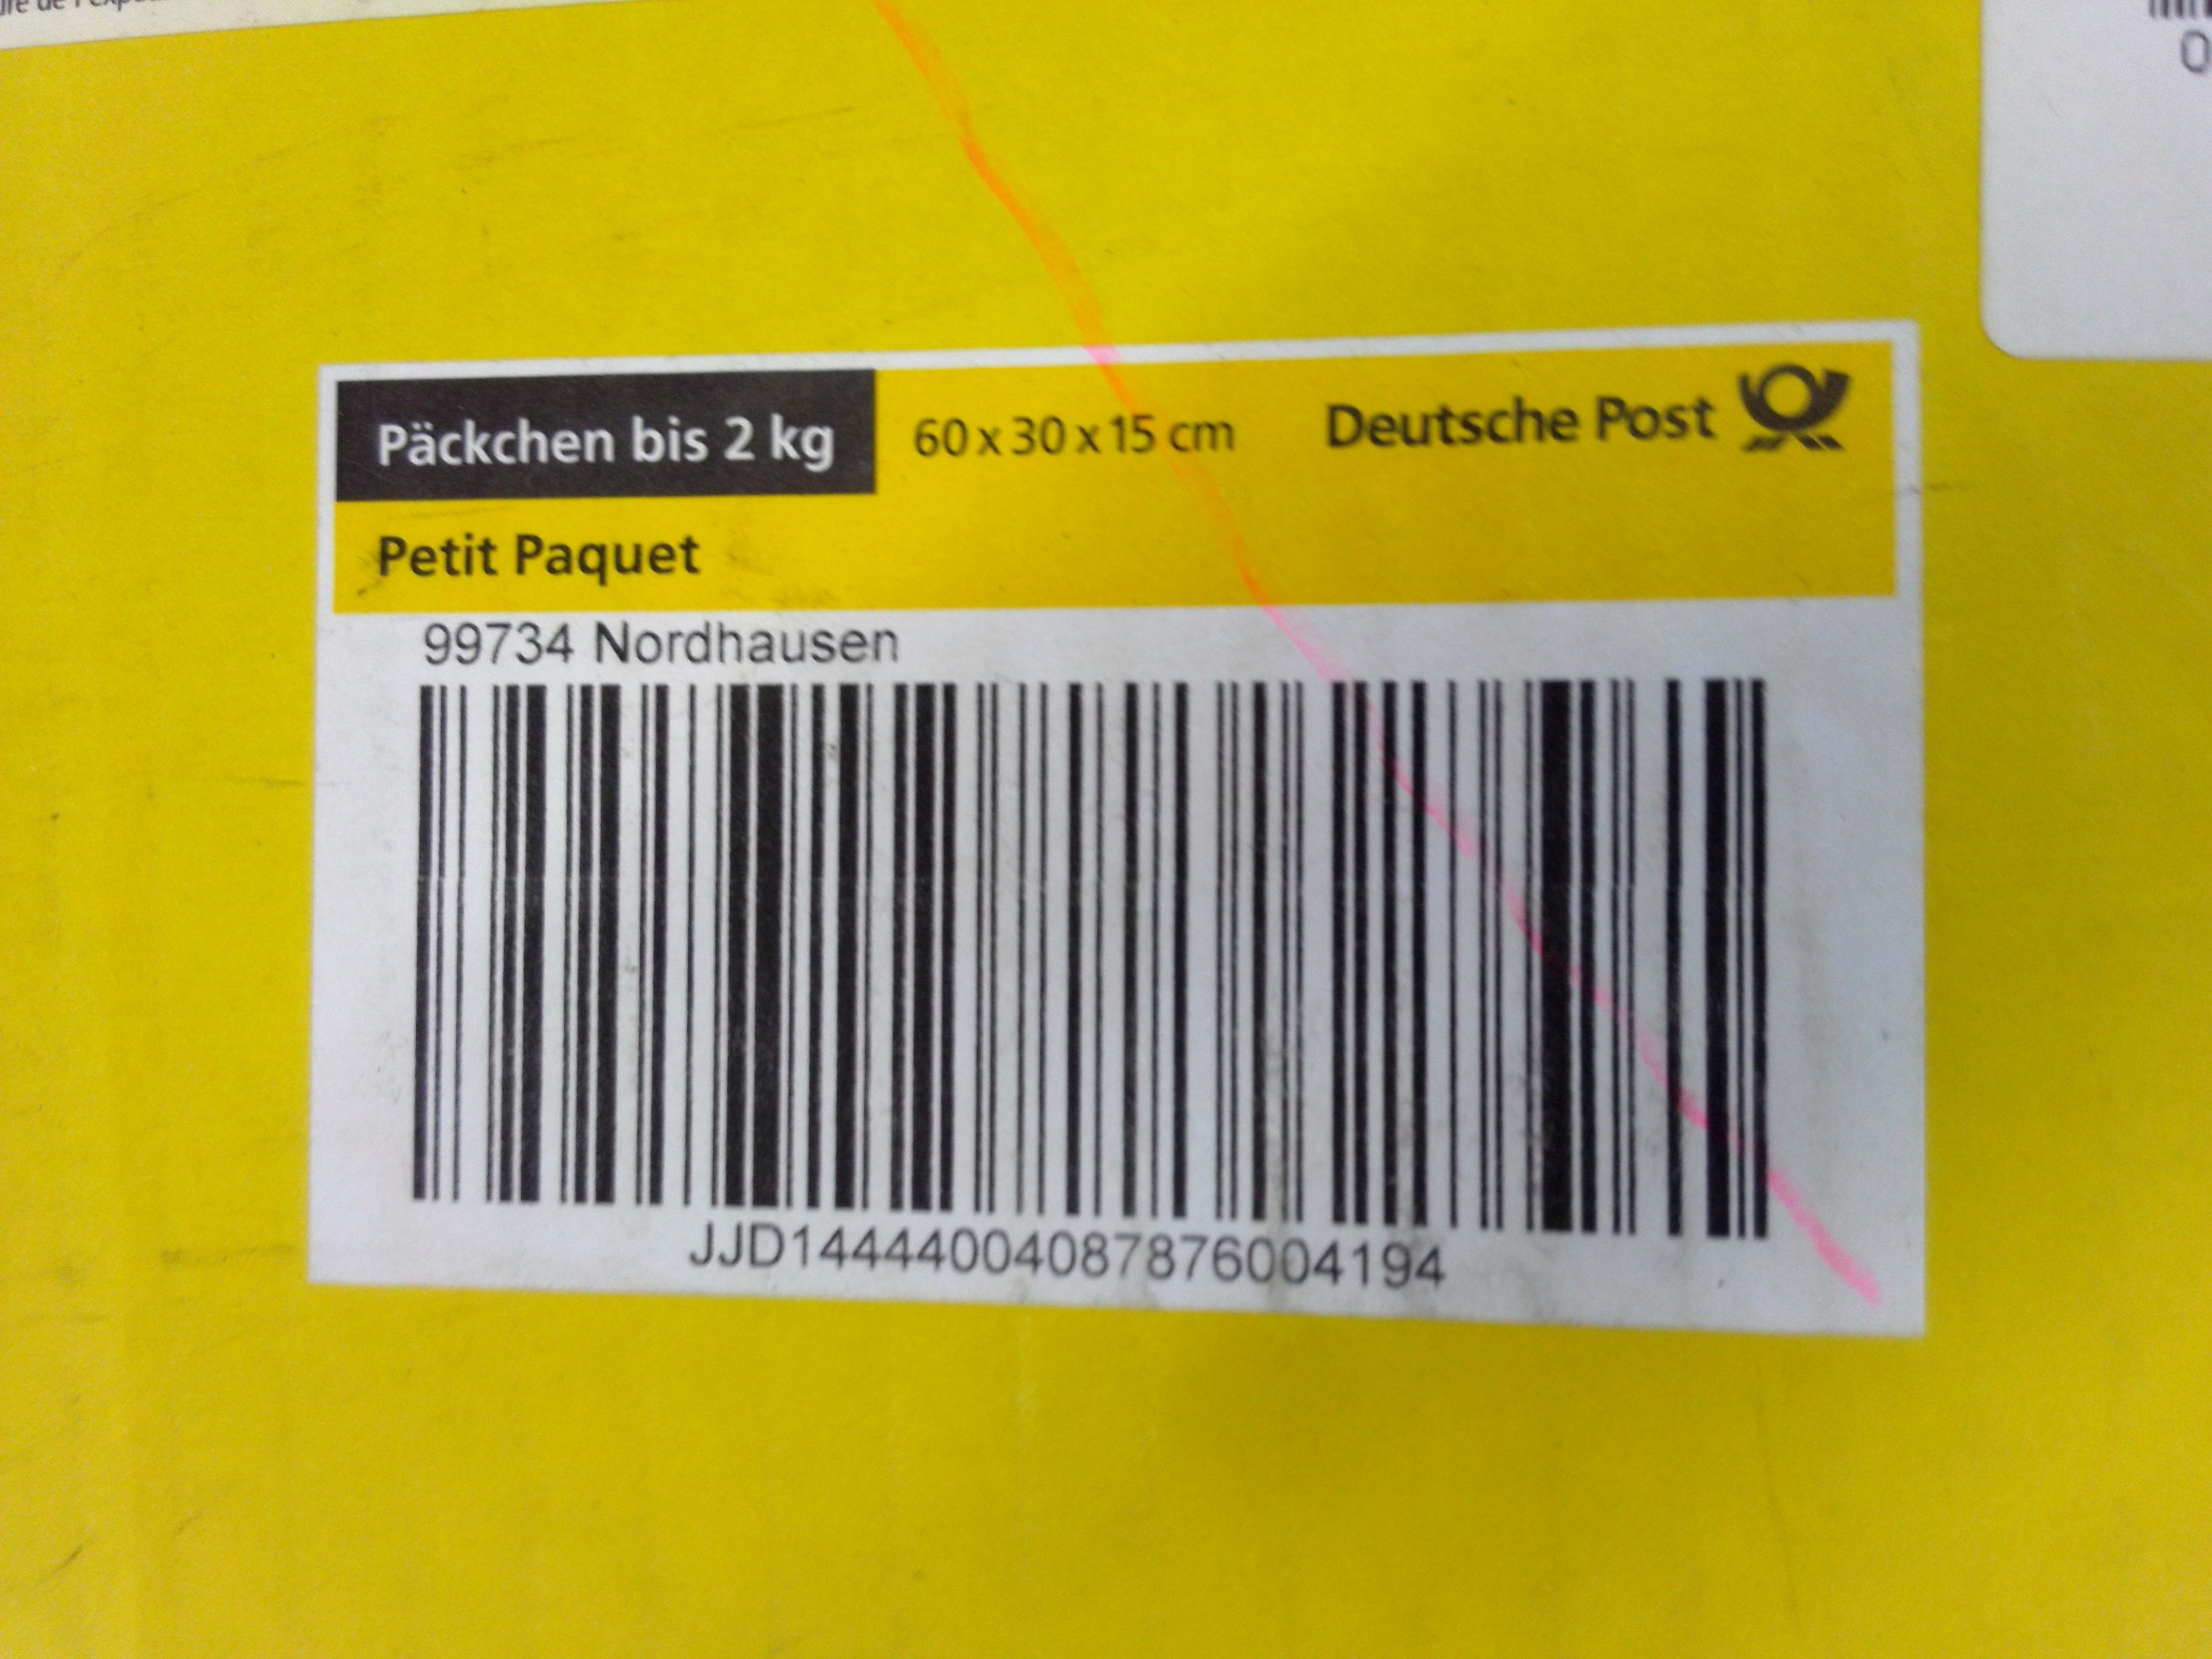 Päckchen bis 2 kg 60 x 30 x 15 cm Deutsche Post
Petit Paquet
99734 Nordhausen
JJD14444004087876004194